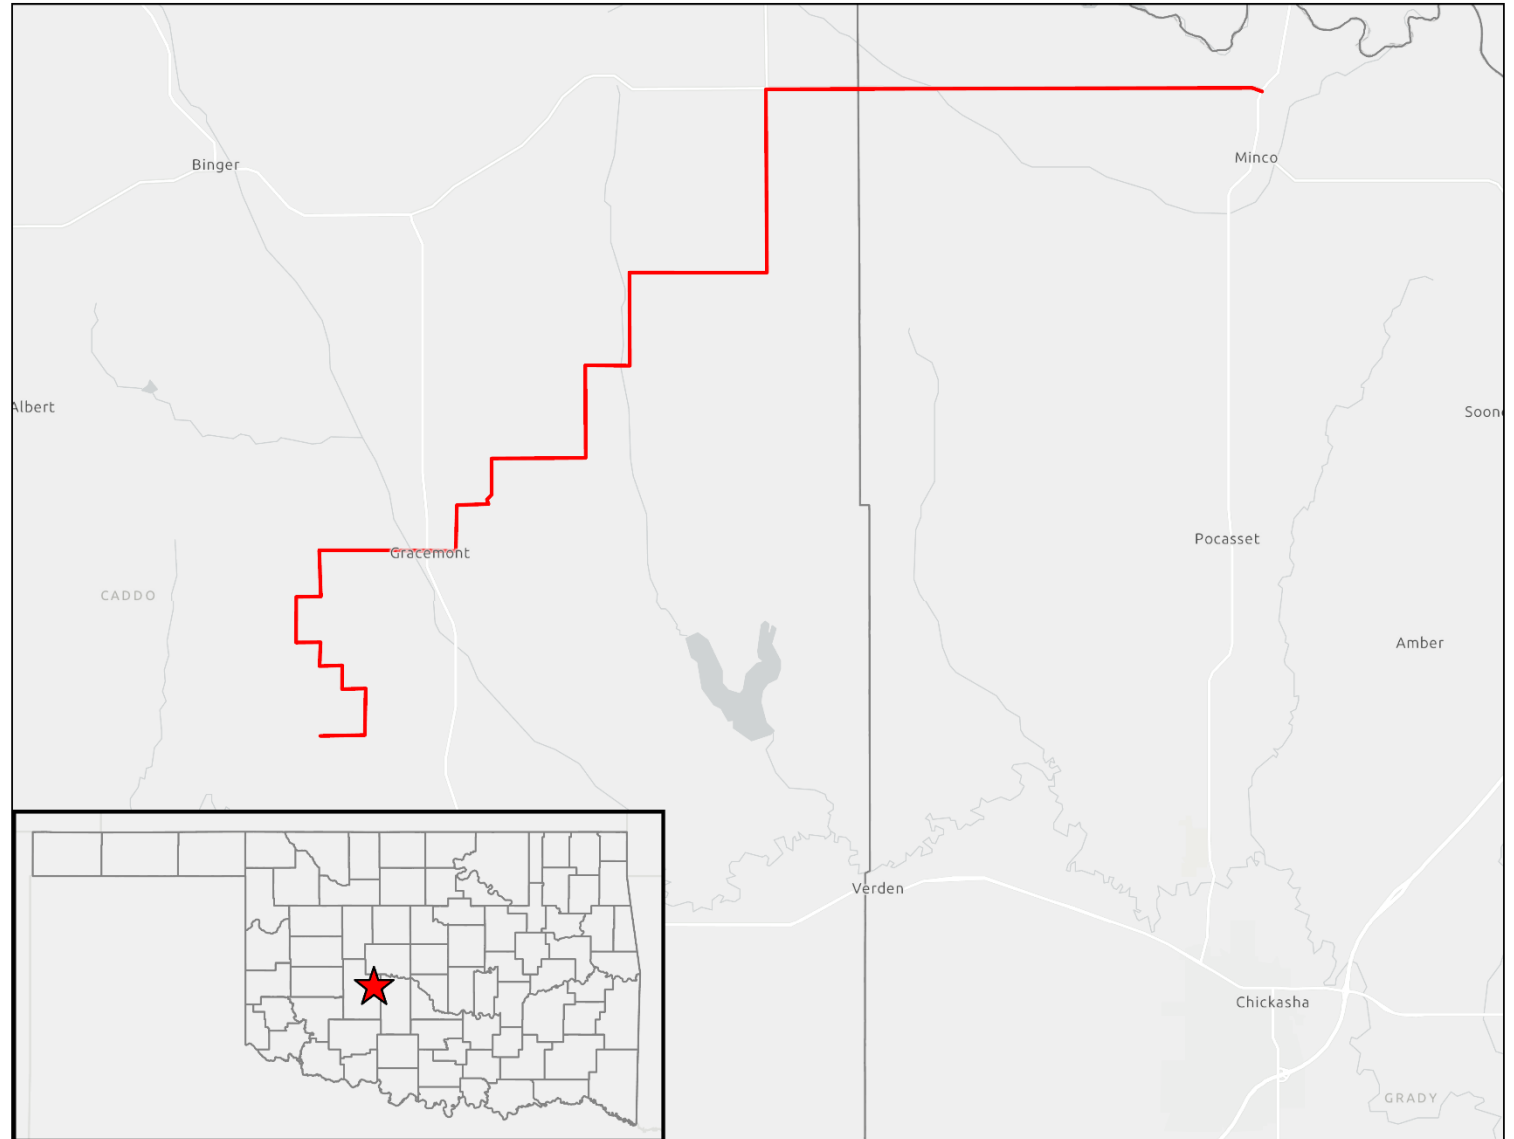 Binger
Minco
Albert
Soon
Pocasset
Gracemont
CADDO
Amber
Verden
Chickasha
GRADY